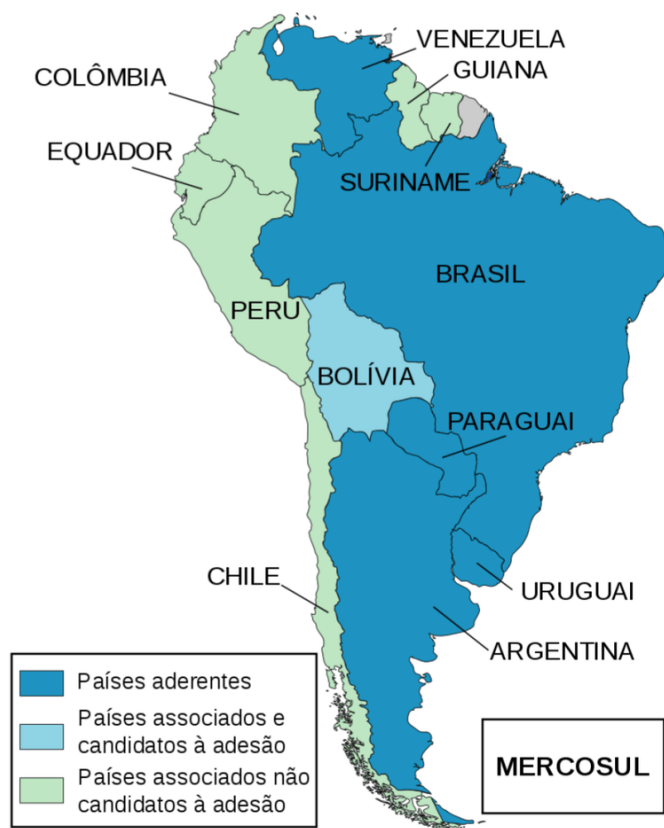 VENEZUELA
GUIANA
COLÔMBIA
EQUADOR
SURINAME
BRASIL
PERU
BOLÍVIA
PARAGUAI
CHILE
URUGUAI
ARGENTINA
Países aderentes
Países associados e
candidatos à adesão
Países associados não
candidatos à adesão
MERCOSUL